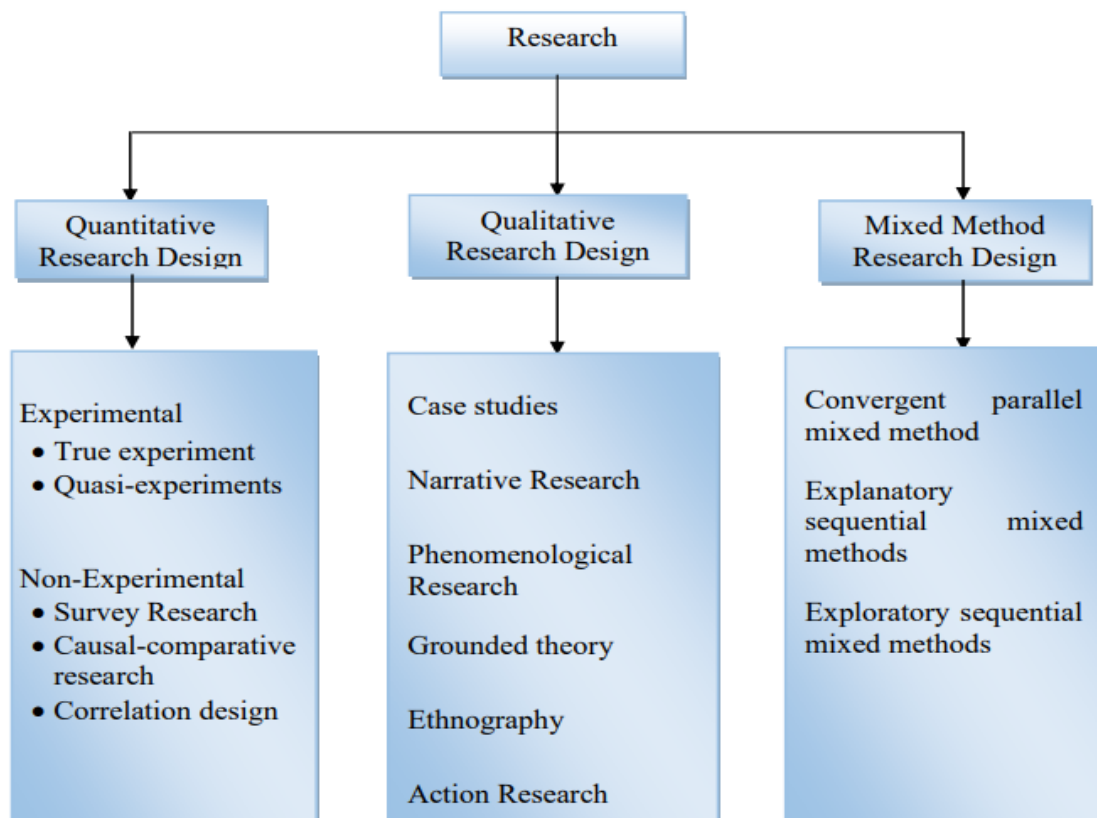 Research
Quantitative
Research Design
Qualitative
Research Design
Mixed Method
Research Design
Experimental
• True experiment
• Quasi-experiments
Non-Experimental
• Survey Research
• Causal-comparative
research
• Correlation design
Case studies
Narrative Research
Phenomenological
Research
Grounded theory
Ethnography
Action Research
Convergent parallel
mixed method
Explanatory
sequential mixed
methods
Exploratory sequential
mixed methods